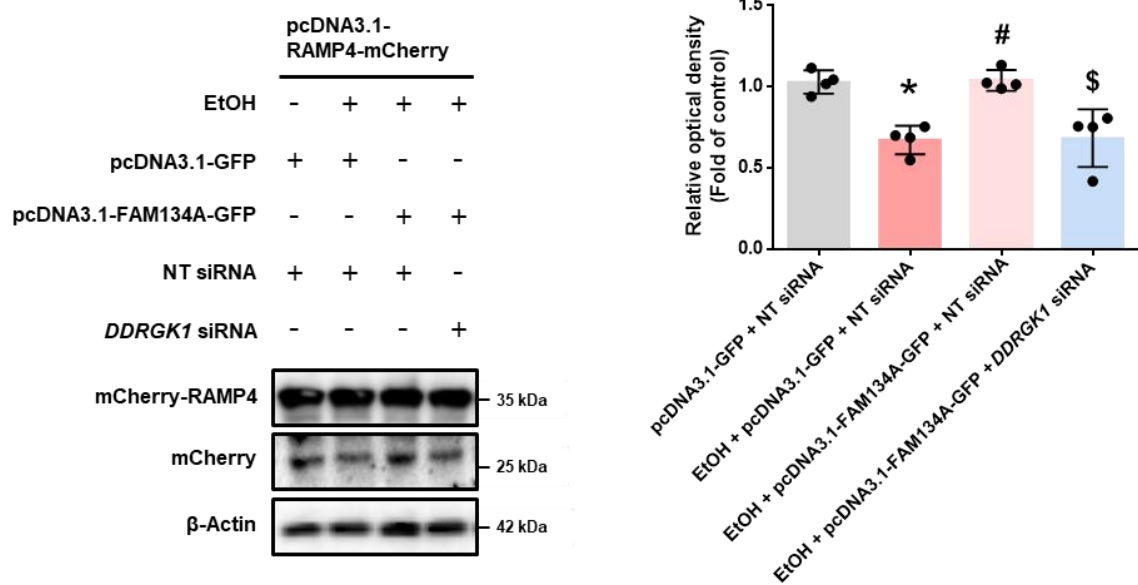 pcDNA3.1-
RAMP4-mCherry
EtOH - + + +
pcDNA3.1-GFP + + - -
pcDNA3.1-FAM134A-GFP - - + +
NT siRNA + + + -
DDRGK1 siRNA - - - +
mCherry-RAMP4 35 kDa
mCherry 25 kDa
β-Actin 42 kDa
Relative optical density
(Fold of control)
1.5
1.0
0.5
0.0
*
#
$
pcDNA3.1-GFP + NT siRNA
EtOH + pcDNA3.1-GFP + NT siRNA
EtOH + pcDNA3.1-FAM134A-GFP + NT siRNA
EtOH + pcDNA3.1-FAM134A-GFP + DDRGK1 siRNA